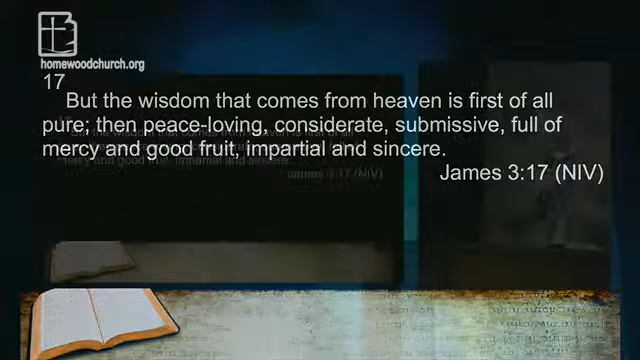 homewoodchurch.org
17
But the wisdom that comes from heaven is first of all
pure; then peace-loving, considerate, submissive, full of
mercy and good fruit, impartial and sincere.
James 3:17 (NIV)